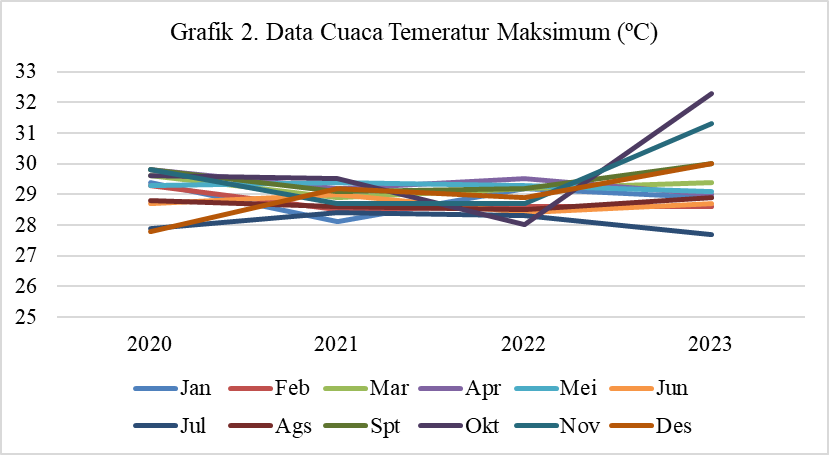 Grafik 2. Data Cuaca Temeratur Maksimum (ºC)
33
32
31
30
29
28
27
26
25
2020 2021 2022 2023
Jan Feb Mar Apr Mei Jun
Jul Ags Spt Okt Nov Des